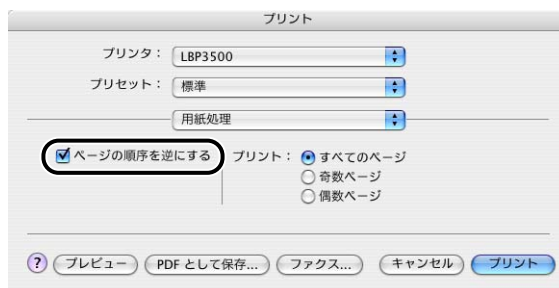 プリント
プリンタ： LBP3500
プリセット： 標準
用紙処理
ページの順序を逆にする プリント： すべてのページ
奇数ページ
偶数ページ
? プレビュー PDF として保存... ファクス... キャンセル プリント